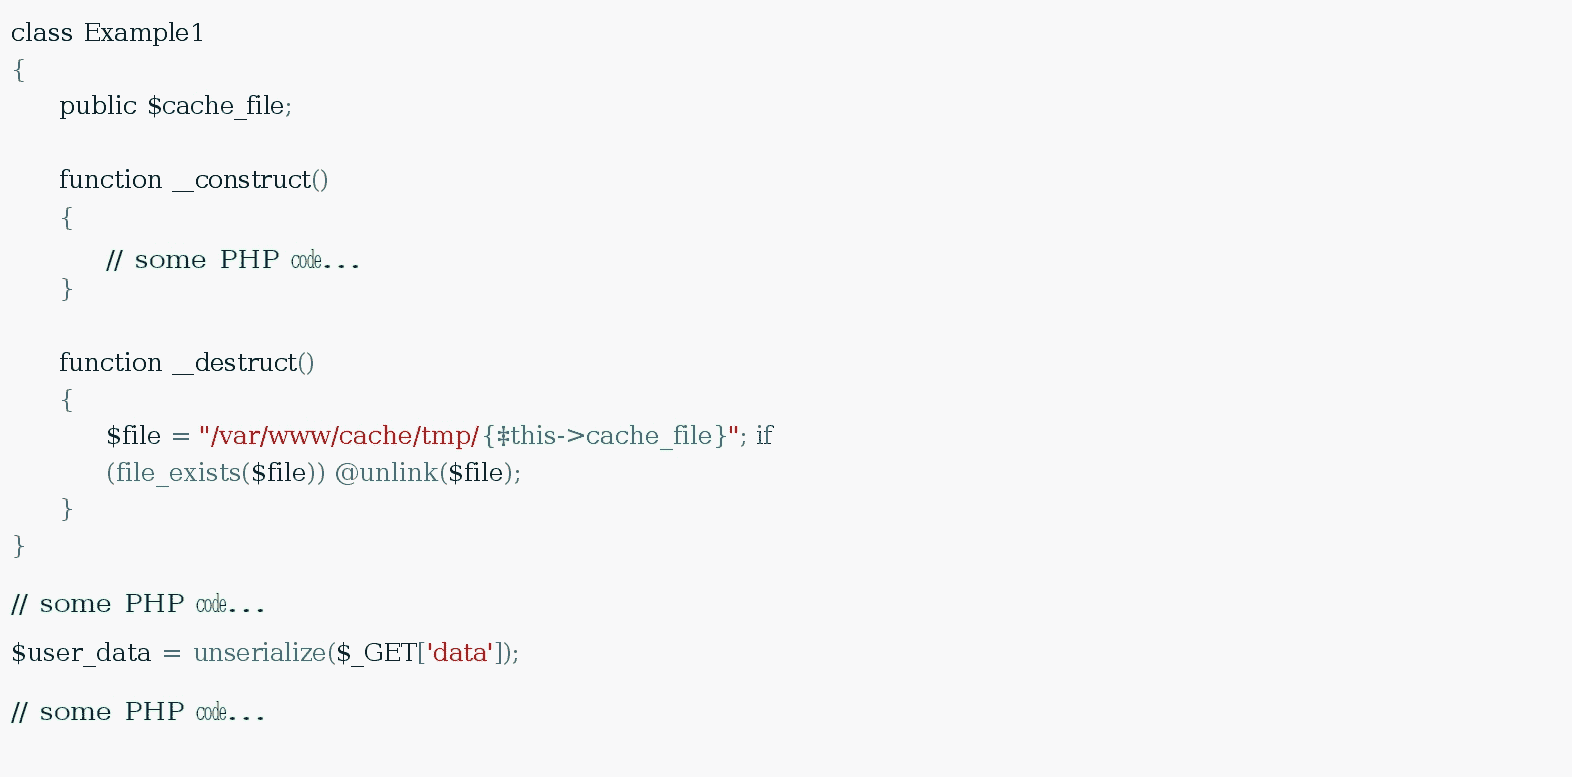 class Example1
{
public $cache_file;
function __construct()
{
// some PHP code...
}
function __destruct()
{
$file = "/var/www/cache/tmp/{‡this->cache_file}"; if
(file_exists($file)) @unlink($file);
}
}
// some PHP code...
$user_data = unserialize($_GET['data']);
// some PHP code...